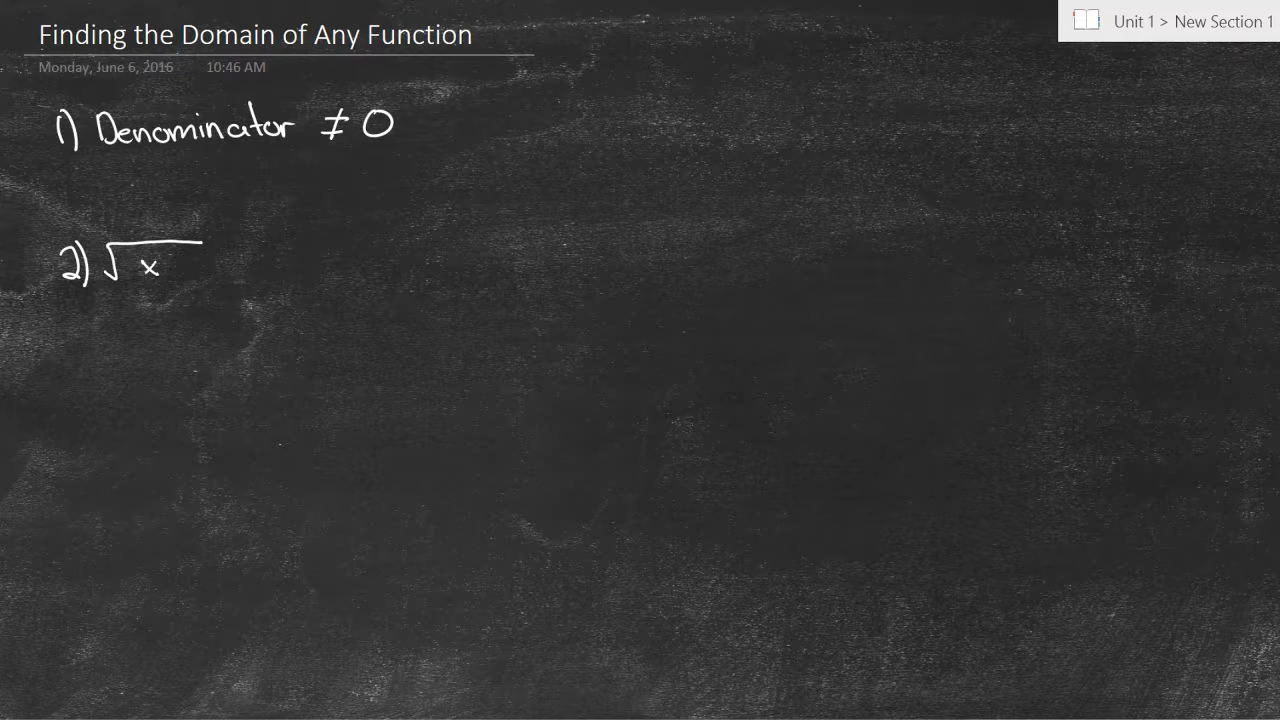 Finding the Domain of Any Function
Unit 1 > New Section 1
Monday, June 6, 2016 10:46 AM
1) Denominator ≠ 0
2) √x